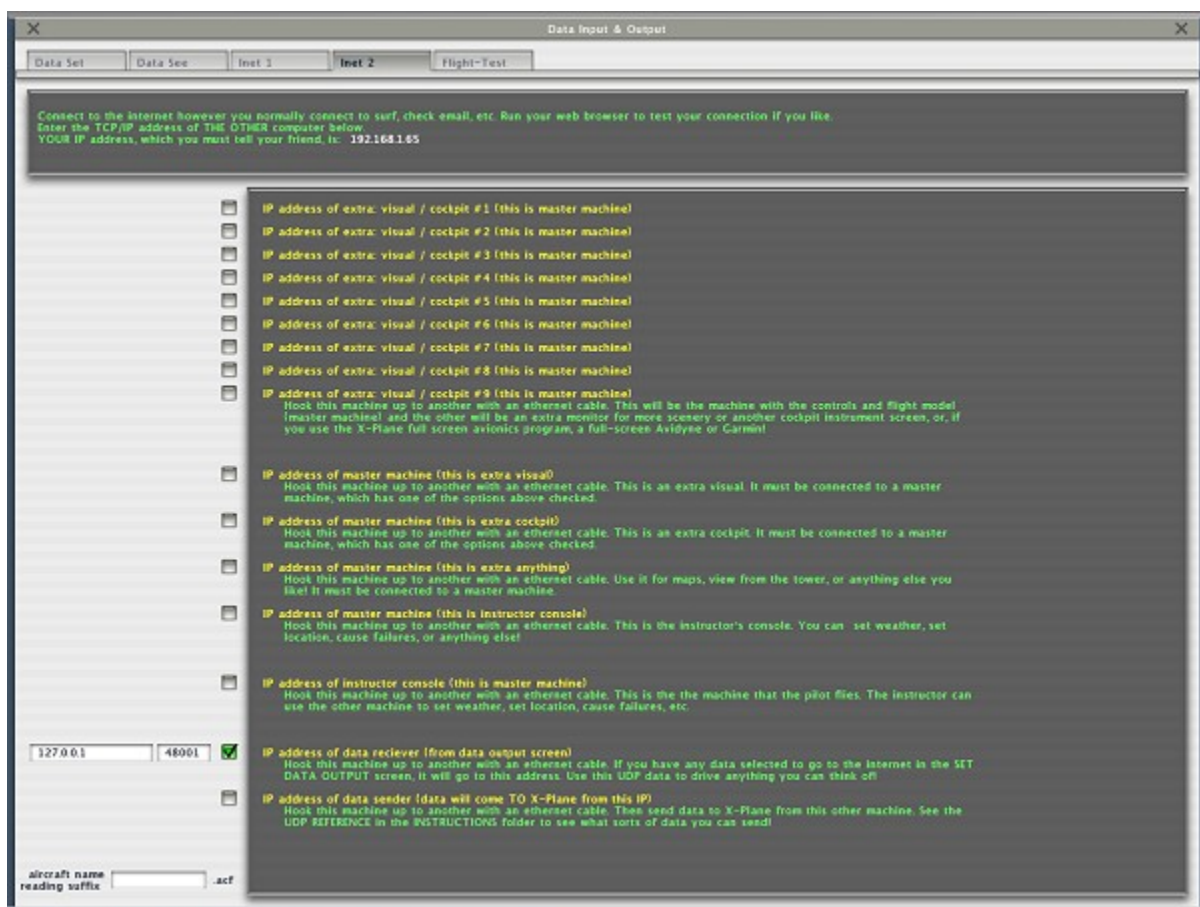 Data Input & Output
Data Set Data See Inet 1 Inet 2 Flight-Test
Connect to the internet however you normally connect to surf, check email, etc. Run your web browser to test your connection if you like.
Enter the TCP/IP address of THE OTHER computer below.
YOUR IP address, which you must tell your friend, is: 192.168.1.65
IP address of extra: visual / cockpit #1 (this is master machine)
IP address of extra: visual / cockpit #2 (this is master machine)
IP address of extra: visual / cockpit #3 (this is master machine)
IP address of extra: visual / cockpit #4 (this is master machine)
IP address of extra: visual / cockpit #5 (this is master machine)
IP address of extra: visual / cockpit #6 (this is master machine)
IP address of extra: visual / cockpit #7 (this is master machine)
IP address of extra: visual / cockpit #8 (this is master machine)
IP address of extra: visual / cockpit #9 (this is master machine)
Hook this machine up to another with an ethernet cable. This will be the machine with the controls and flight model
(master machine) and the other will be an extra monitor for more scenery or another cockpit instrument screen, or, if
you use the X-Plane full screen avionics program, a full-screen Avidyne or Garmin!
IP address of master machine (this is extra visual)
Hook this machine up to another with an ethernet cable. This is an extra visual. It must be connected to a master
machine, which has one of the options above checked.
IP address of master machine (this is extra cockpit)
Hook this machine up to another with an ethernet cable. This is an extra cockpit. It must be connected to a master
machine, which has one of the options above checked.
IP address of master machine (this is extra anything)
Hook this machine up to another with an ethernet cable. Use it for maps, view from the tower, or anything else you
like! It must be connected to a master machine.
IP address of master machine (this is instructor console)
Hook this machine up to another with an ethernet cable. This is the instructor's console. You can set weather, set
location, cause failures, or anything else!
IP address of instructor console (this is master machine)
Hook this machine up to another with an ethernet cable. This is the the machine that the pilot flies. The instructor can
use the other machine to set weather, set location, cause failures, etc.
127.0.0.1 48001 IP address of data reciever (from data output screen)
Hook this machine up to another with an ethernet cable. If you have any data selected to go to the internet in the SET
DATA OUTPUT screen, it will go to this address. Use this UDP data to drive anything you can think of!
IP address of data sender (data will come TO X-Plane from this IP)
Hook this machine up to another with an ethernet cable. Then send data to X-Plane from this other machine. See the
UDP REFERENCE in the INSTRUCTIONS folder to see what sorts of data you can send!
aircraft name
reading suffix .acf